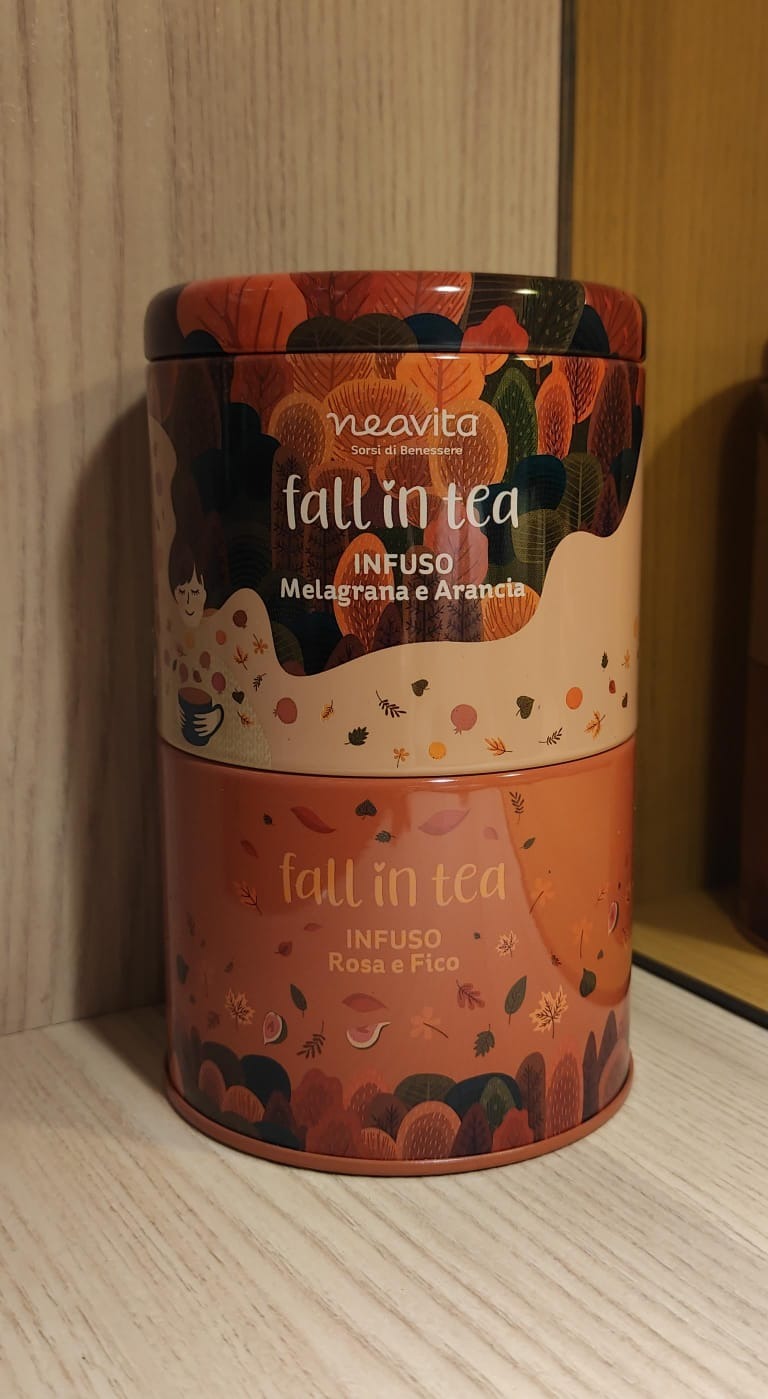 neavita
Sorsi di Benessere
fall in tea
INFUSO
Melagrana e Arancia
fall in tea
INFUSO
Rosa e Fico